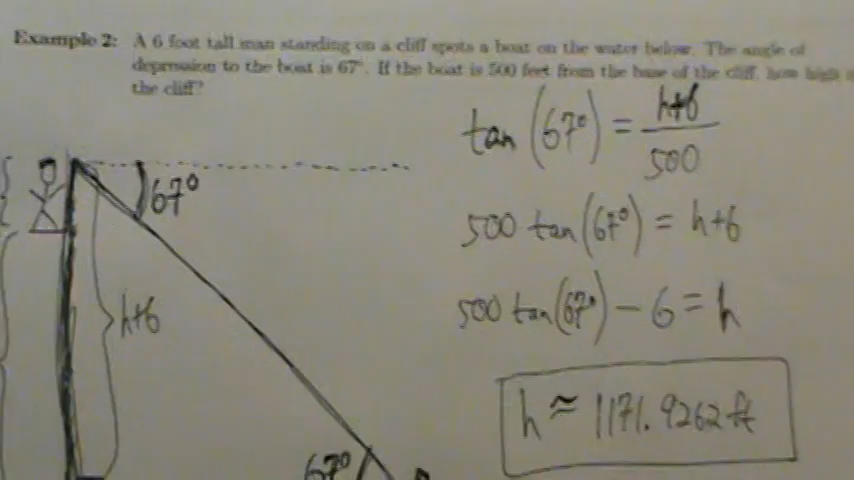 Example 2: A 6 foot tall man standing on a cliff spots a boat on the water below. The angle of
depression to the boat is 67°. If the boat is 500 feet from the base of the cliff, how high is
the cliff?
tan(67°) = h+6/500
67°
500 tan(67°) = h+6
500 tan(67°) - 6 = h
h+6
h ≈ 1171.9262 ft
67°